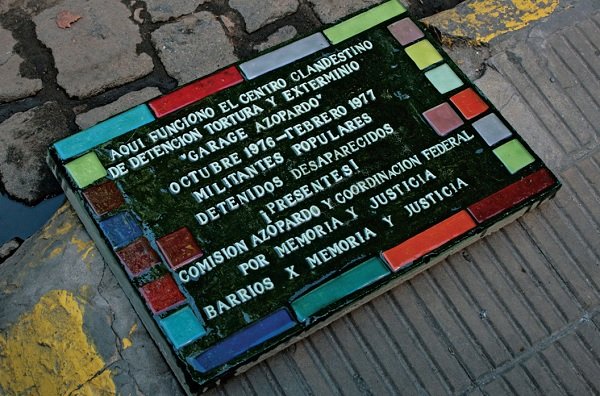 AQUI FUNCIONO EL CENTRO CLANDESTINO
DE DETENCION TORTURA Y EXTERMINIO
"GARAGE AZOPARDO"
OCTUBRE 1976-FEBRERO 1977
MILITANTES POPULARES
DETENIDOS DESAPARECIDOS
¡PRESENTES!
COMISION AZOPARDO Y COORDINACION FEDERAL
POR MEMORIA Y JUSTICIA
BARRIOS X MEMORIA Y JUSTICIA